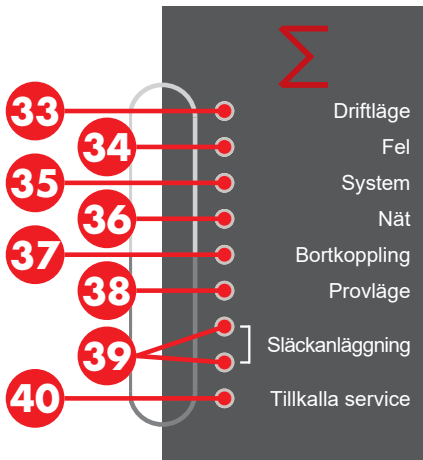 Σ
33 Driftläge
34 Fel
35 System
36 Nät
37 Bortkoppling
38 Provläge
39 Släckanläggning
40 Tillkalla service